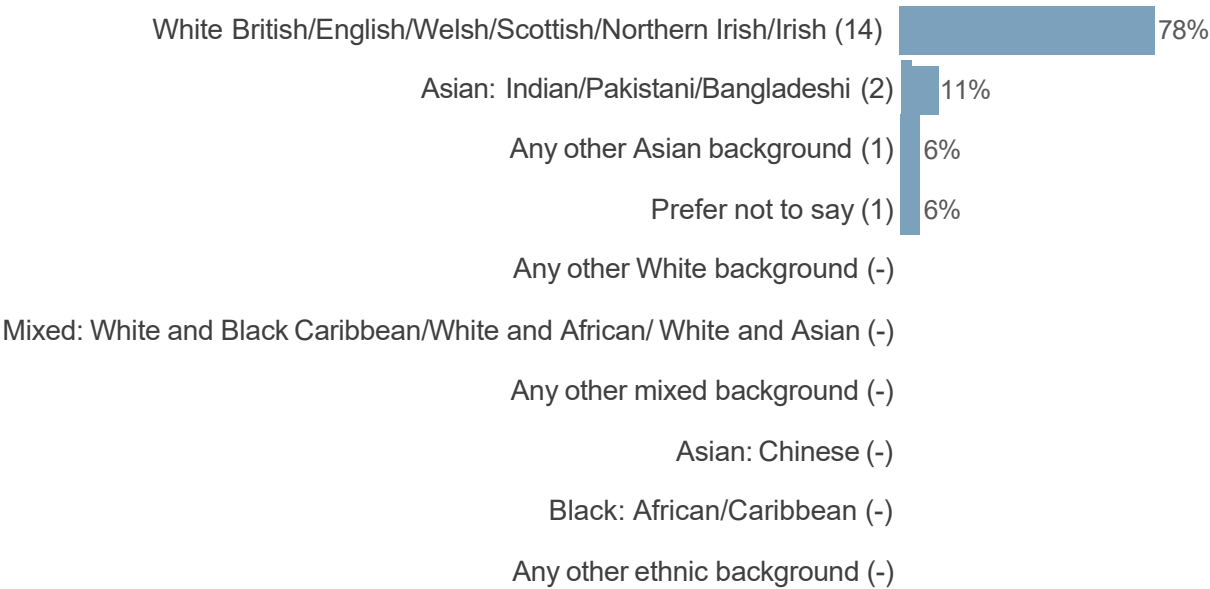 White British/English/Welsh/Scottish/Northern Irish/Irish (14) 78%
Asian: Indian/Pakistani/Bangladeshi (2) 11%
Any other Asian background (1) 6%
Prefer not to say (1) 6%
Any other White background (-)
Mixed: White and Black Caribbean/White and African/ White and Asian (-)
Any other mixed background (-)
Asian: Chinese (-)
Black: African/Caribbean (-)
Any other ethnic background (-)